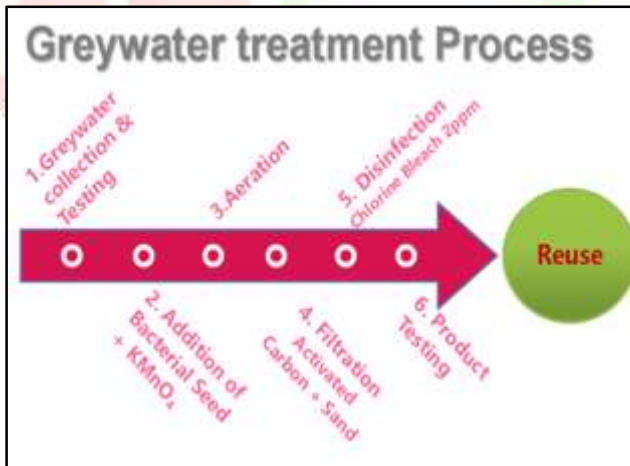 Greywater treatment Process
1.Greywater
collection &
Testing
2. Addition of
Bacterial Seed
+ KMnO₄
3.Aeration
4. Filtration
Activated
Carbon + Sand
5. Disinfection
Chlorine Bleach 2ppm
6. Product
Testing
Reuse